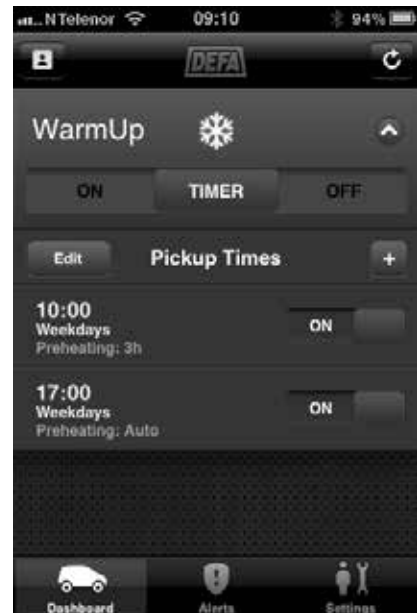 N Telenor 09:10 94%
DEFA
WarmUp
ON TIMER OFF
Edit Pickup Times +
10:00
Weekdays
Preheating: 3h
ON
17:00
Weekdays
Preheating: Auto
ON
Dashboard Alerts Settings